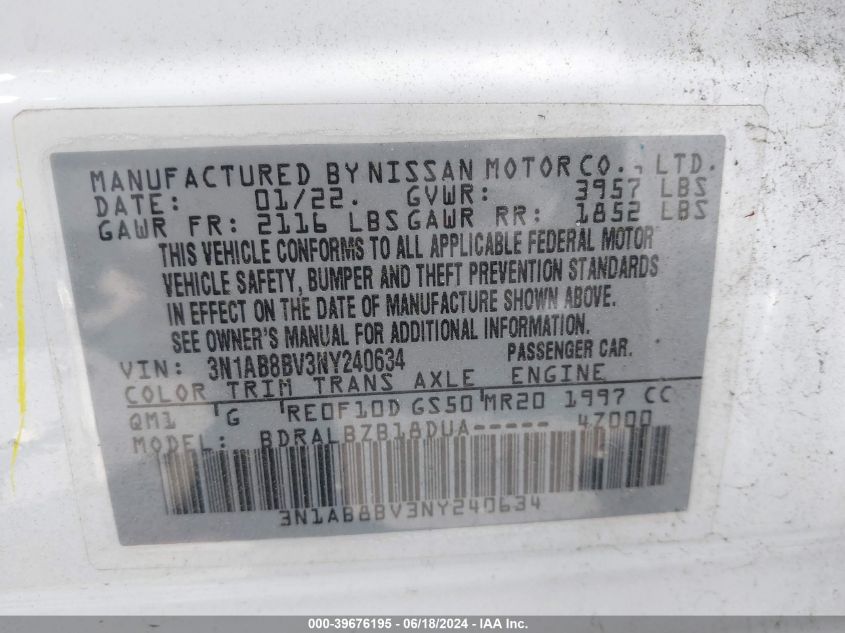 MANUFACTURED BY NISSAN MOTOR CO., LTD.
DATE: 01/22. GVWR: 3957 LBS
GAWR FR: 2116 LBS GAWR RR: 1852 LBS
THIS VEHICLE CONFORMS TO ALL APPLICABLE FEDERAL MOTOR
VEHICLE SAFETY, BUMPER AND THEFT PREVENTION STANDARDS
IN EFFECT ON THE DATE OF MANUFACTURE SHOWN ABOVE.
SEE OWNER'S MANUAL FOR ADDITIONAL INFORMATION.
VIN: 3N1AB8BV3NY240634 PASSENGER CAR.
COLOR TRIM TRANS AXLE ENGINE
QM1 G RE0F10D GS50 MR20 1997 CC
MODEL: BDRALBZB18DUA----- 4Z000
3N1AB8BV3NY240634
000-39676195 - 06/18/2024 - IAA Inc.